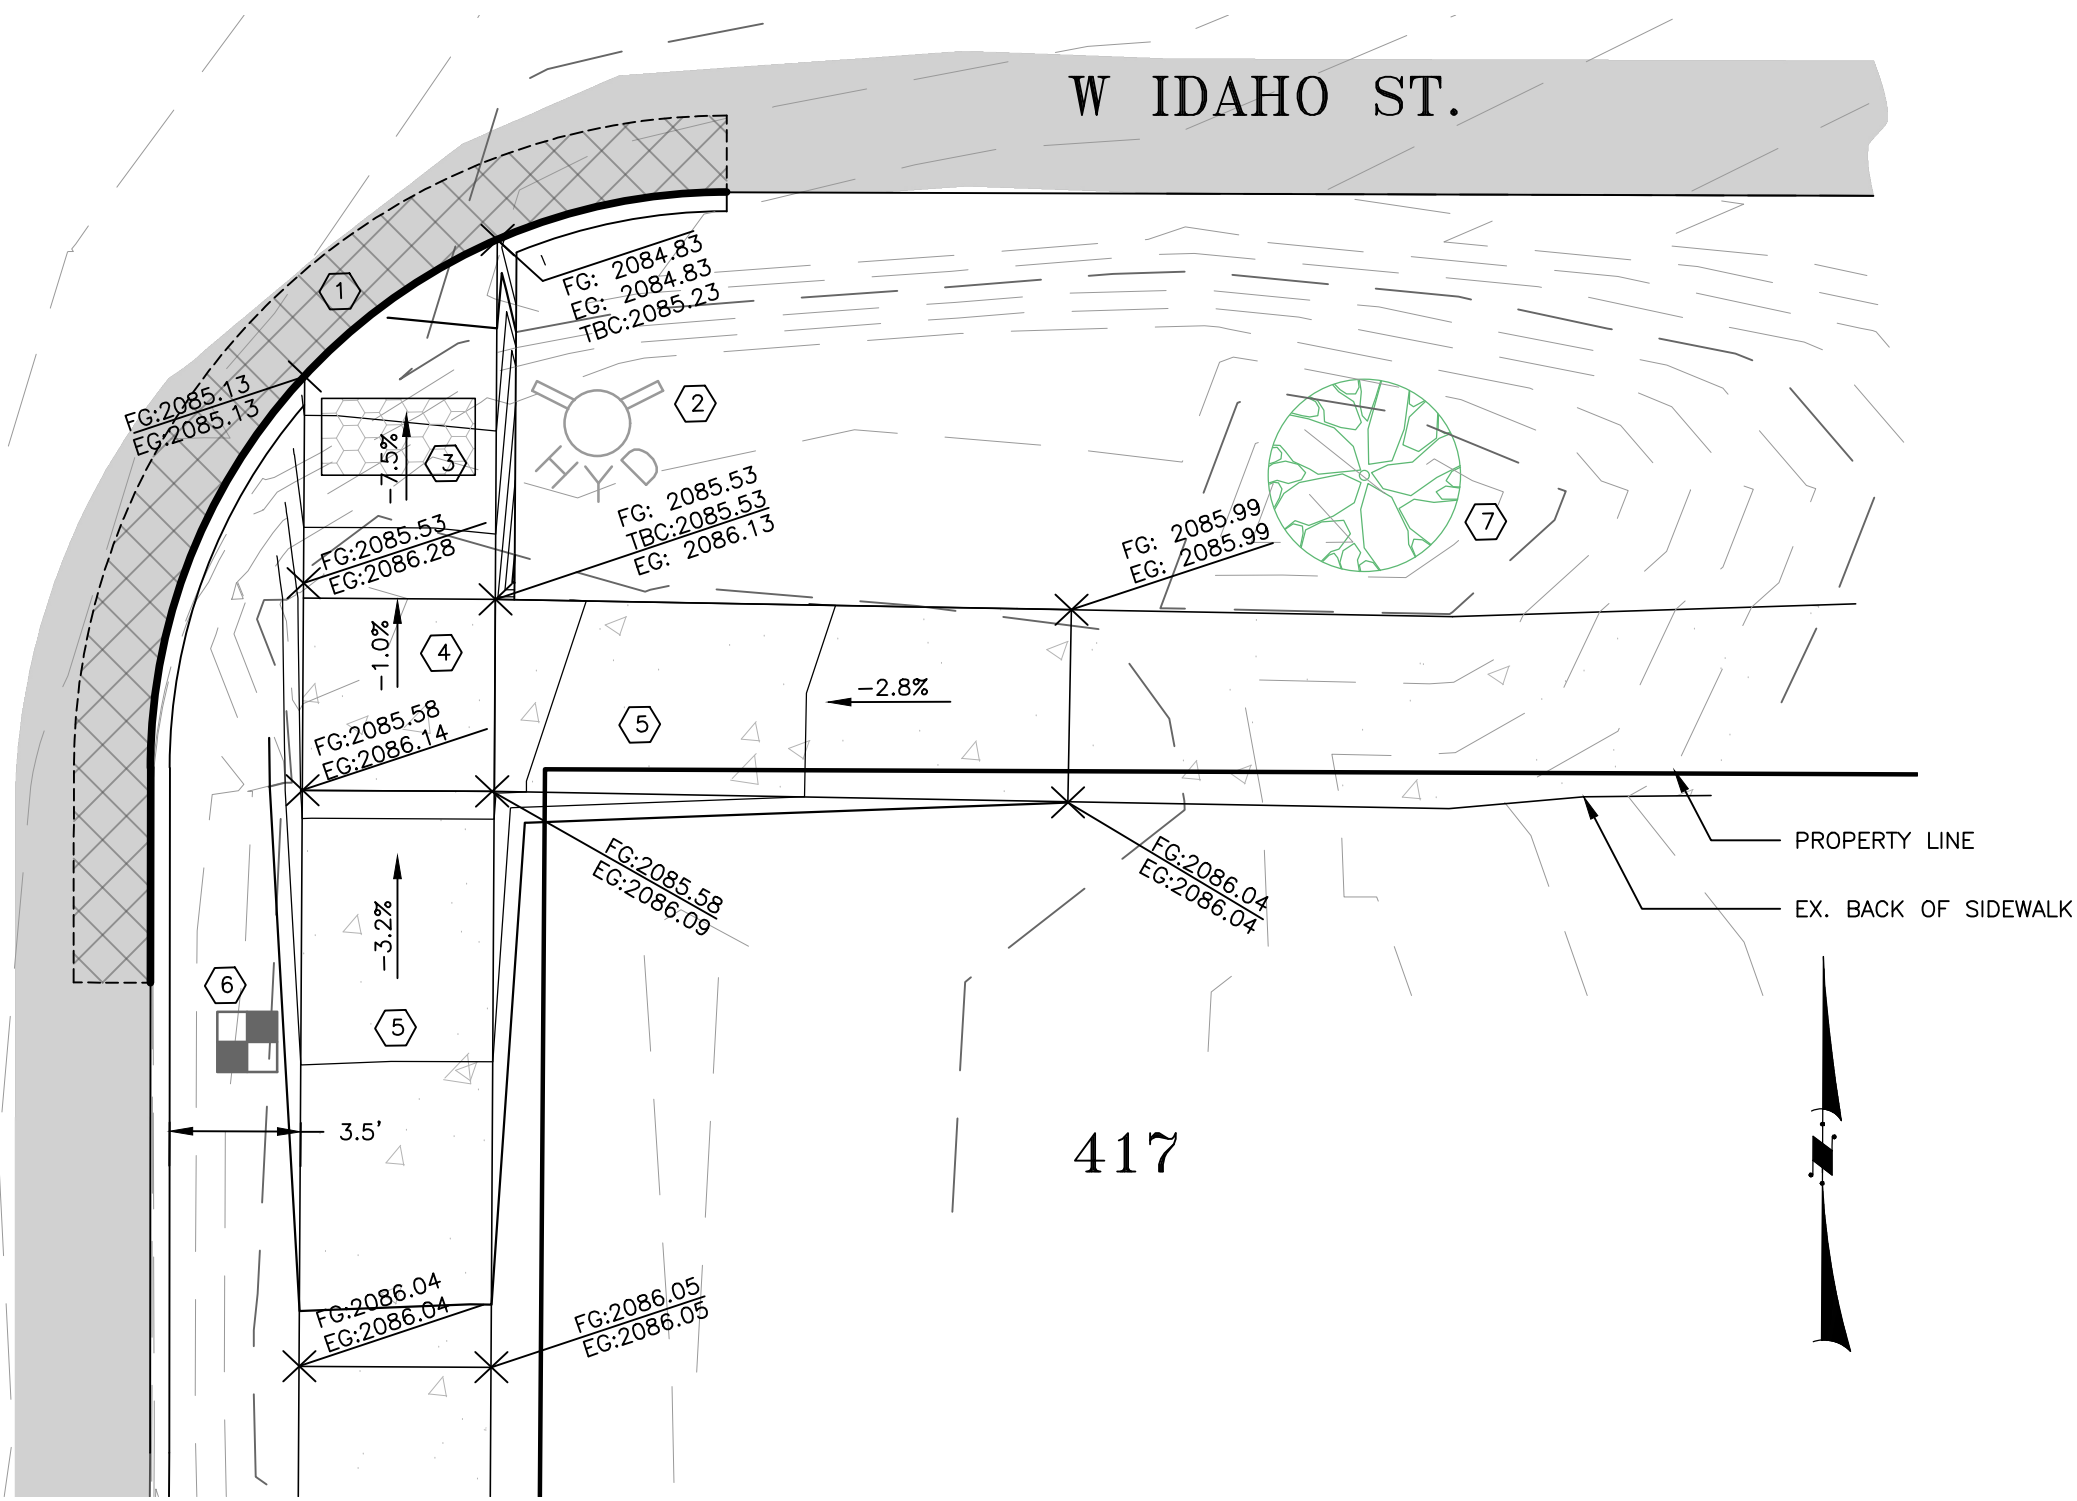 W IDAHO ST.
1
FG: 2084.83
EG: 2084.83
TBC:2085.23
FG:2085.13
EG:2085.13
2
-7.5%
3
HYD
FG: 2085.53
TBC:2085.53
EG: 2086.13
FG: 2085.99
EG: 2085.99
7
FG:2085.53
EG:2086.28
-1.0%
4
-2.8%
5
FG:2085.58
EG:2086.14
PROPERTY LINE
FG:2085.58
EG:2086.09
FG:2086.04
EG:2086.04
EX. BACK OF SIDEWALK
-3.2%
6
5
3.5'
417
N
FG:2086.04
EG:2086.04
FG:2086.05
EG:2086.05